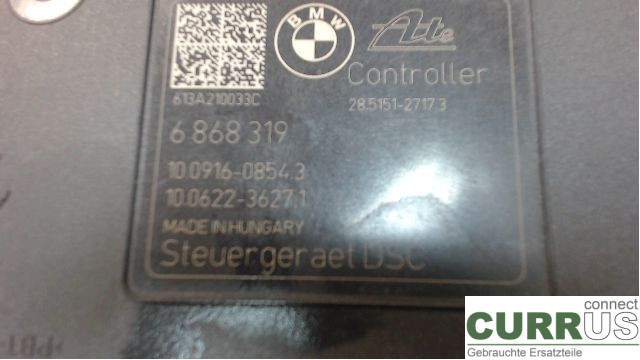 BMW
Ate
Controller
613A210033C
28.5151-2717.3
6 868 319
10.0916-0854.3
10.0622-3627.1
MADE IN HUNGARY
Steuergeraet DSC
connect
CURRUS
Gebrauchte Ersatzteile